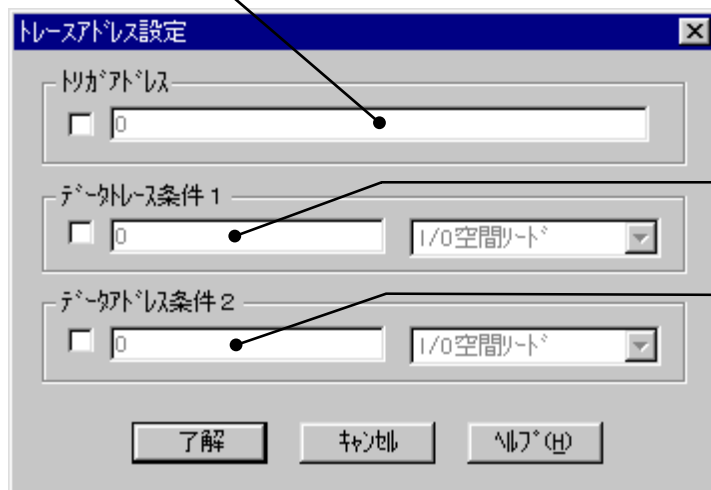 トレースアドレス設定
ﾄﾘｶﾞｱﾄﾞﾚｽ
0
ﾃﾞｰﾀﾄﾚｰｽ条件１
0 I/O空間ﾘｰﾄﾞ
ﾃﾞｰﾀｱﾄﾞﾚｽ条件２
0 I/O空間ﾘｰﾄﾞ
了解 ｷｬﾝｾﾙ ﾍﾙﾌﾟ(H)